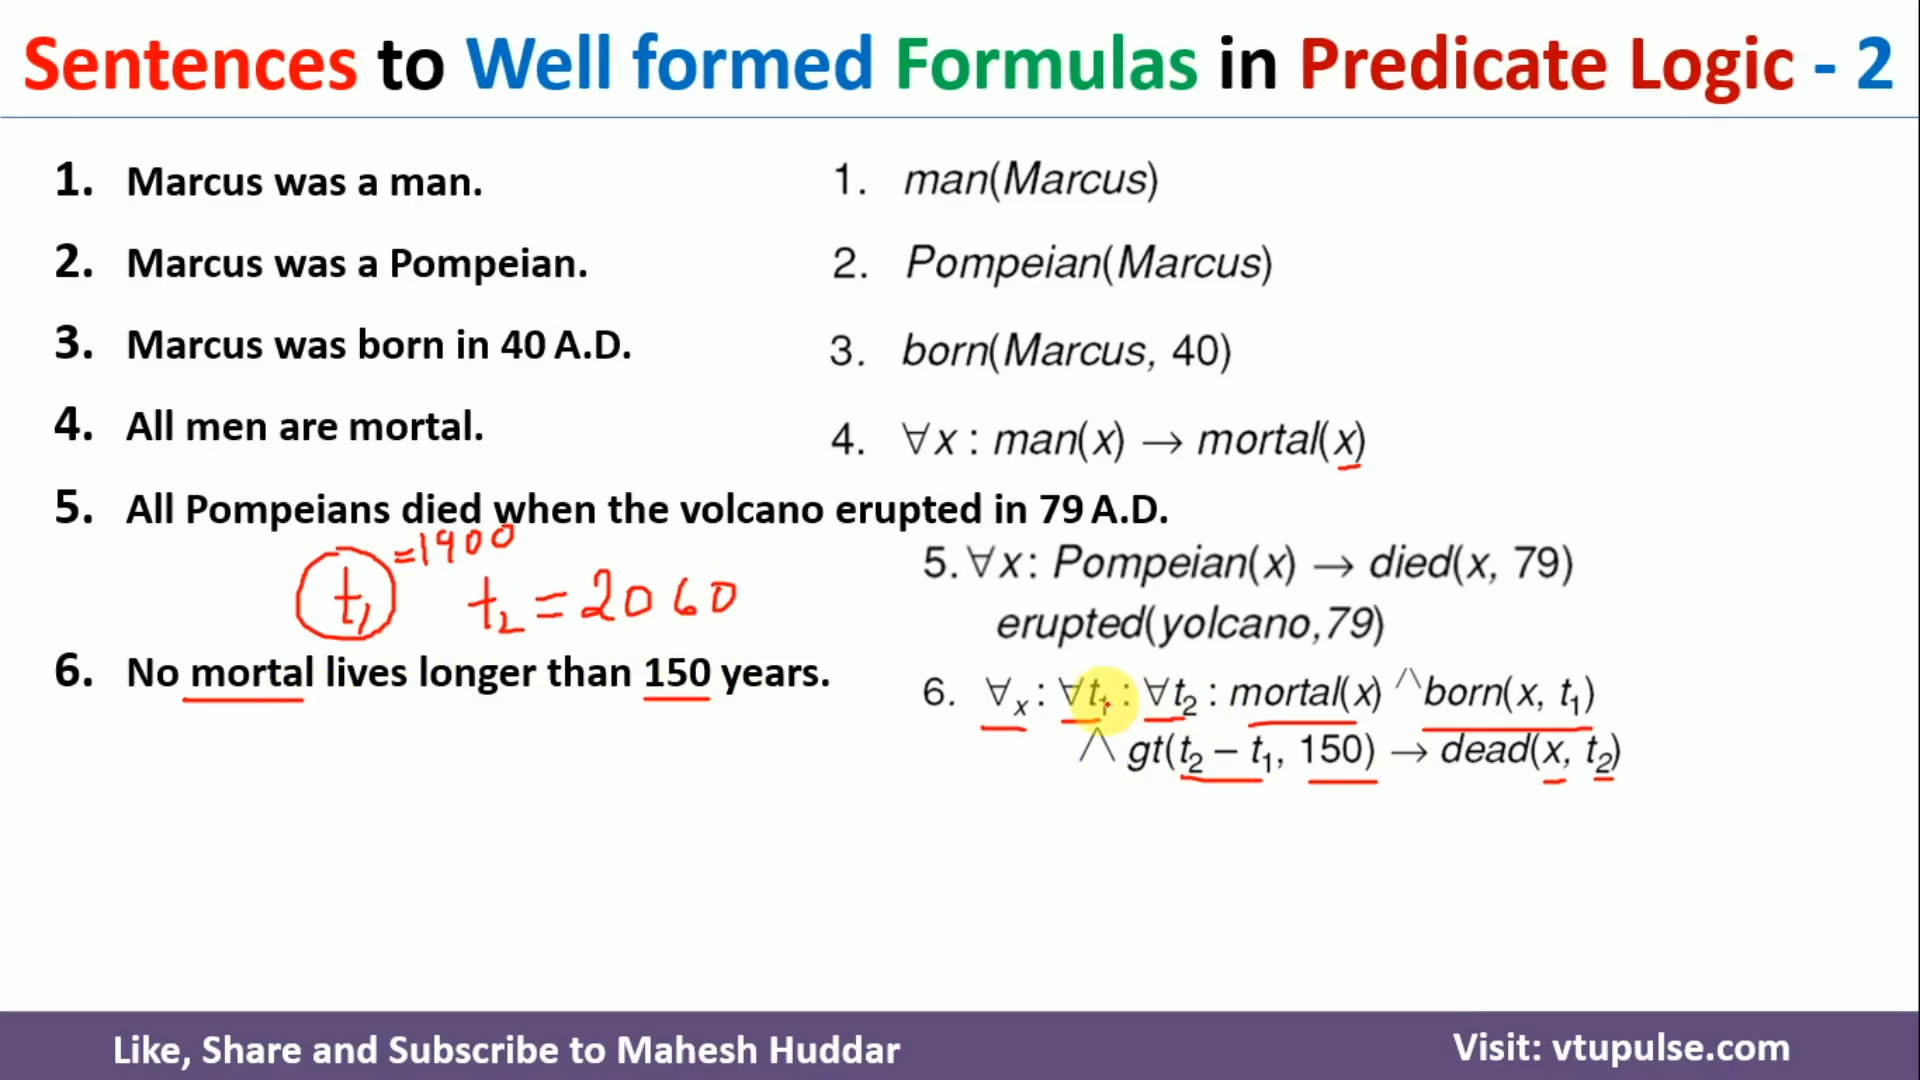 Sentences to Well formed Formulas in Predicate Logic - 2
1. Marcus was a man.
1. man(Marcus)
2. Marcus was a Pompeian.
2. Pompeian(Marcus)
3. Marcus was born in 40 A.D.
3. born(Marcus, 40)
4. All men are mortal.
4. ∀x : man(x) → mortal(x)
5. All Pompeians died when the volcano erupted in 79 A.D.
t₁ =1900 t₂ = 2060
5. ∀x : Pompeian(x) → died(x, 79)
erupted(yolcano,79)
6. No mortal lives longer than 150 years.
6. ∀ₓ : ∀t₁ : ∀t₂ : mortal(x) ∧ born(x, t₁)
∧ gt(t₂ – t₁, 150) → dead(x, t₂)
Like, Share and Subscribe to Mahesh Huddar
Visit: vtupulse.com